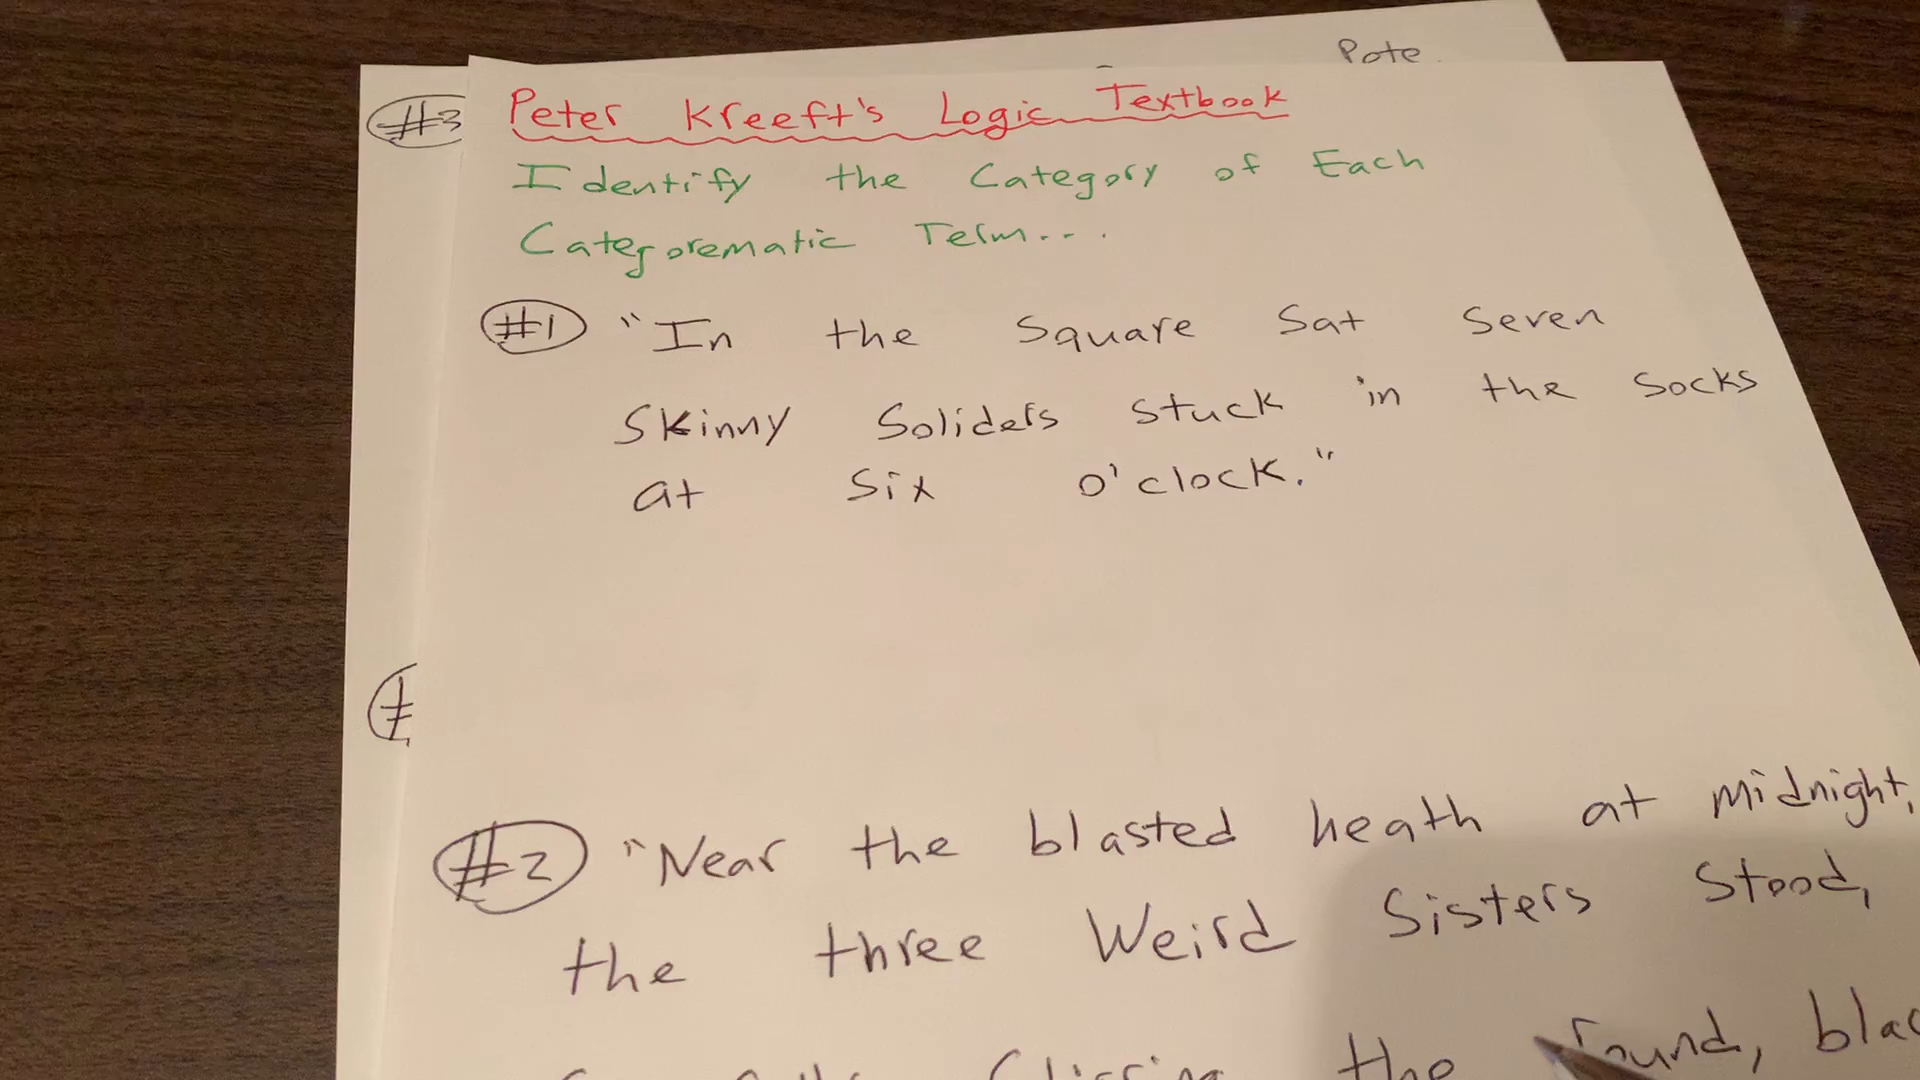 Pote
#3
Peter Kreeft's Logic Textbook
Identify the Category of Each
Categorematic Term...
#1 "In the Square Sat Seven
Skinny Soliders stuck in the Socks
at six o'clock."
#2 "Near the blasted heath at midnight,
the three Weird Sisters Stood,
the round,